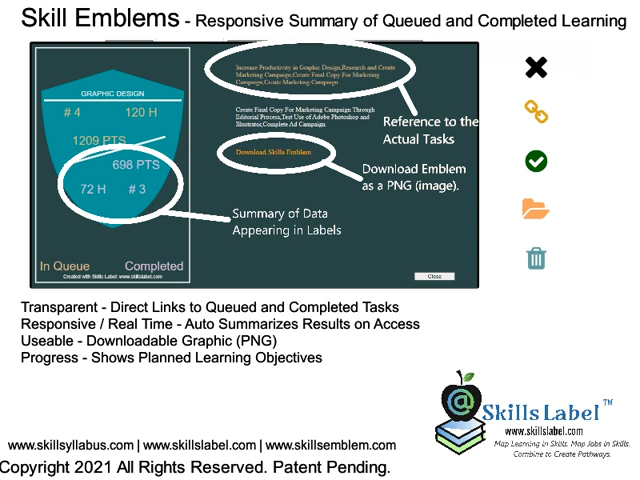 Skill Emblems - Responsive Summary of Queued and Completed Learning
GRAPHIC DESIGN
# 4 120 H
1209 PTS
698 PTS
72 H # 3
In Queue Completed
Created with Skills Label: www.skillslabel.com
Increase Productivity in Graphic Design,Research and Create
Marketing Campaign,Create Final Copy For Marketing
Campaign,Create Marketing Campaign
Create Final Copy For Marketing Campaign Through
Editorial Process,Test Use of Adobe Photoshop and
Illustrator,Complete Ad Campaign
Download Skills Emblem
Reference to the
Actual Tasks
Download Emblem
as a PNG (image).
Summary of Data
Appearing in Labels
Close
Transparent - Direct Links to Queued and Completed Tasks
Responsive / Real Time - Auto Summarizes Results on Access
Useable - Downloadable Graphic (PNG)
Progress - Shows Planned Learning Objectives
@ Skills Label ™
www.skillslabel.com
Map Learning in Skills. Map Jobs in Skills.
Combine to Create Pathways.
www.skillsyllabus.com | www.skillslabel.com | www.skillsemblem.com
Copyright 2021 All Rights Reserved. Patent Pending.